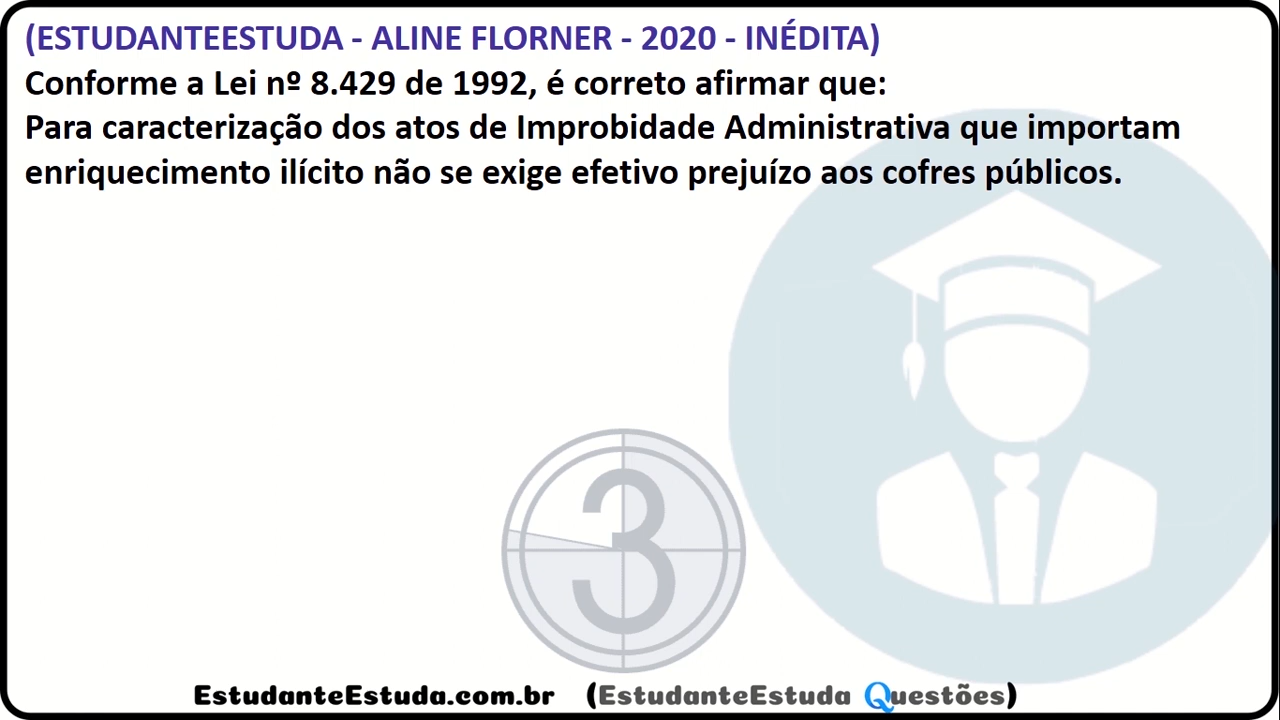 (ESTUDANTEESTUDA - ALINE FLORNER - 2020 - INÉDITA)
Conforme a Lei nº 8.429 de 1992, é correto afirmar que:
Para caracterização dos atos de Improbidade Administrativa que importam
enriquecimento ilícito não se exige efetivo prejuízo aos cofres públicos.
3
EstudanteEstuda.com.br (EstudanteEstuda Questões)